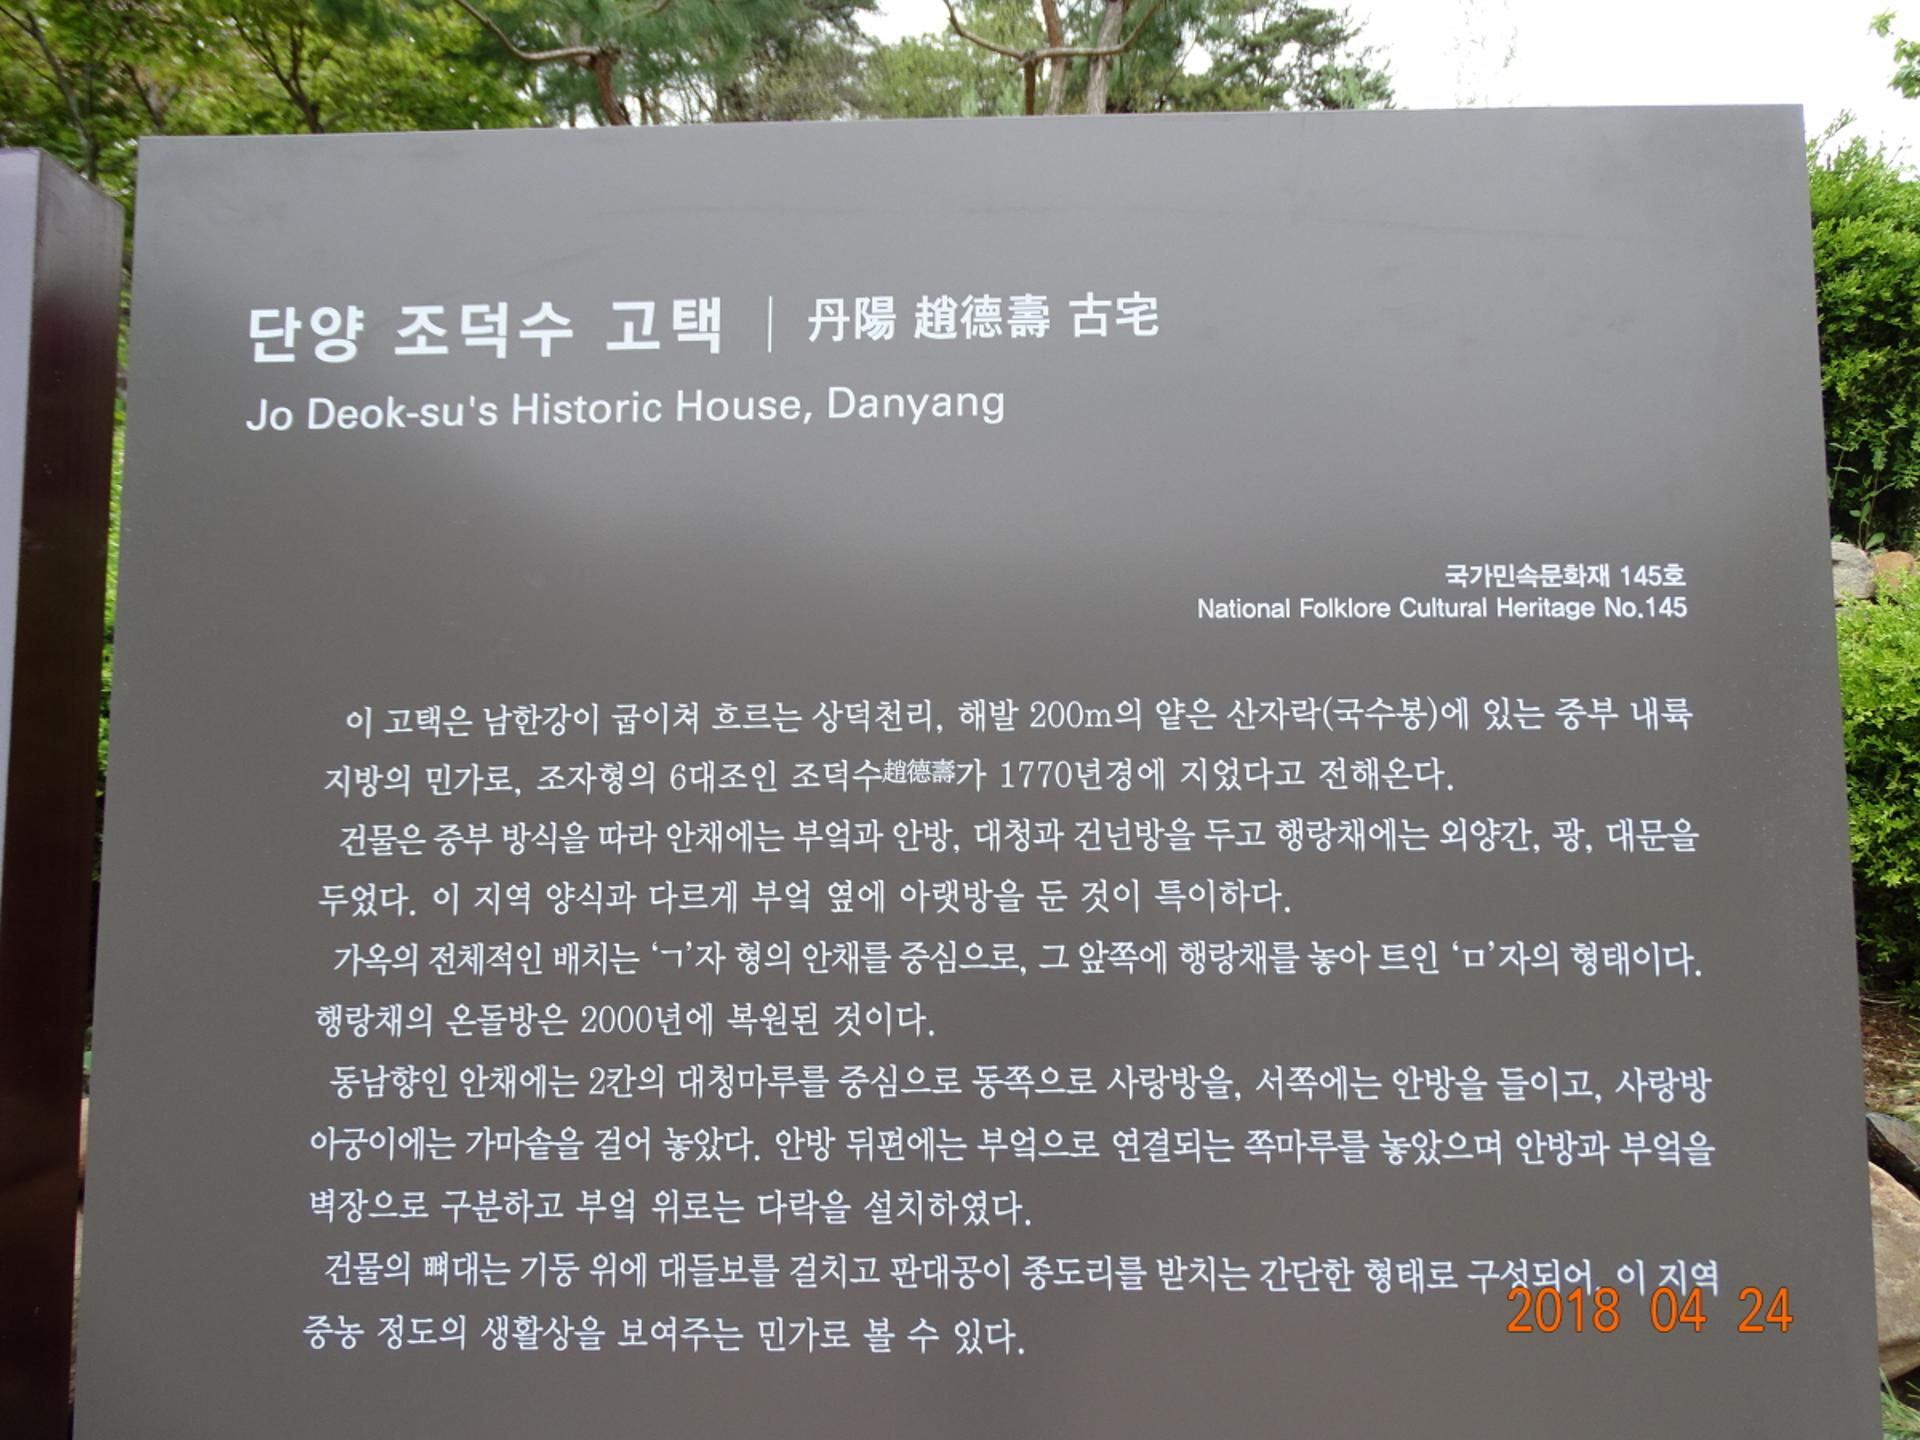 단양 조덕수 고택 | 丹陽 趙德壽 古宅
Jo Deok-su's Historic House, Danyang
국가민속문화재 145호
National Folklore Cultural Heritage No.145
이 고택은 남한강이 굽이쳐 흐르는 상덕천리, 해발 200m의 얕은 산자락(국수봉)에 있는 중부 내륙
지방의 민가로, 조자형의 6대조인 조덕수趙德壽가 1770년경에 지었다고 전해온다.
건물은 중부 방식을 따라 안채에는 부엌과 안방, 대청과 건넌방을 두고 행랑채에는 외양간, 광, 대문을
두었다. 이 지역 양식과 다르게 부엌 옆에 아랫방을 둔 것이 특이하다.
가옥의 전체적인 배치는 ‘ㄱ’자 형의 안채를 중심으로, 그 앞쪽에 행랑채를 놓아 트인 ‘ㅁ’자의 형태이다.
행랑채의 온돌방은 2000년에 복원된 것이다.
동남향인 안채에는 2칸의 대청마루를 중심으로 동쪽으로 사랑방을, 서쪽에는 안방을 들이고, 사랑방
아궁이에는 가마솥을 걸어 놓았다. 안방 뒤편에는 부엌으로 연결되는 쪽마루를 놓았으며 안방과 부엌을
벽장으로 구분하고 부엌 위로는 다락을 설치하였다.
건물의 뼈대는 기둥 위에 대들보를 걸치고 판대공이 종도리를 받치는 간단한 형태로 구성되어, 이 지역
중농 정도의 생활상을 보여주는 민가로 볼 수 있다.
2018 04 24